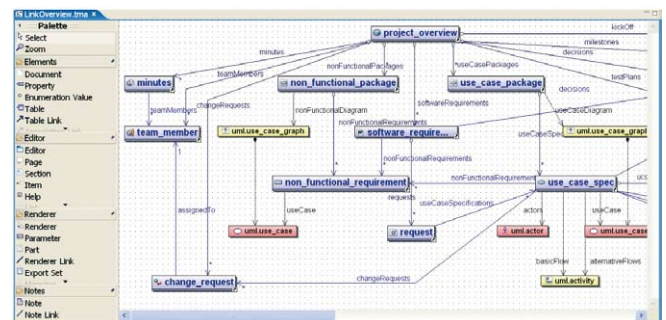 LinkOverview.tma
Palette
Select
Zoom
Elements
Document
Property
Enumeration Value
Table
Table Link
Editor
Editor
Page
Section
Item
Help
Renderer
Renderer
Parameter
Part
Renderer Link
Export Set
Notes
Note
Note Link
project_overview
kickOff
milestones
decisions
testPlans
minutes
nonFunctionalPackages
useCasePackages
teamMembers
minutes
non_functional_package
use_case_package
decisions
changeRequests
softwareRequirements
teamMembers
nonFunctionalDiagram
useCaseDiagram
team_member
uml.use_case_graph
nonFunctionalRequirements
software_require...
useCaseSpec
uml.use_case_graph
1
nonFunctionalRequirements
non_functional_requirement
nonFunctionalRequirement
use_case_spec
assignedTo
useCase
requests
useCaseSpecifications
actors
useCase
uml.use_case
request
uml.actor
uml.use_case
basicFlow
alternativeFlows
change_request
changeRequests
uml.activity